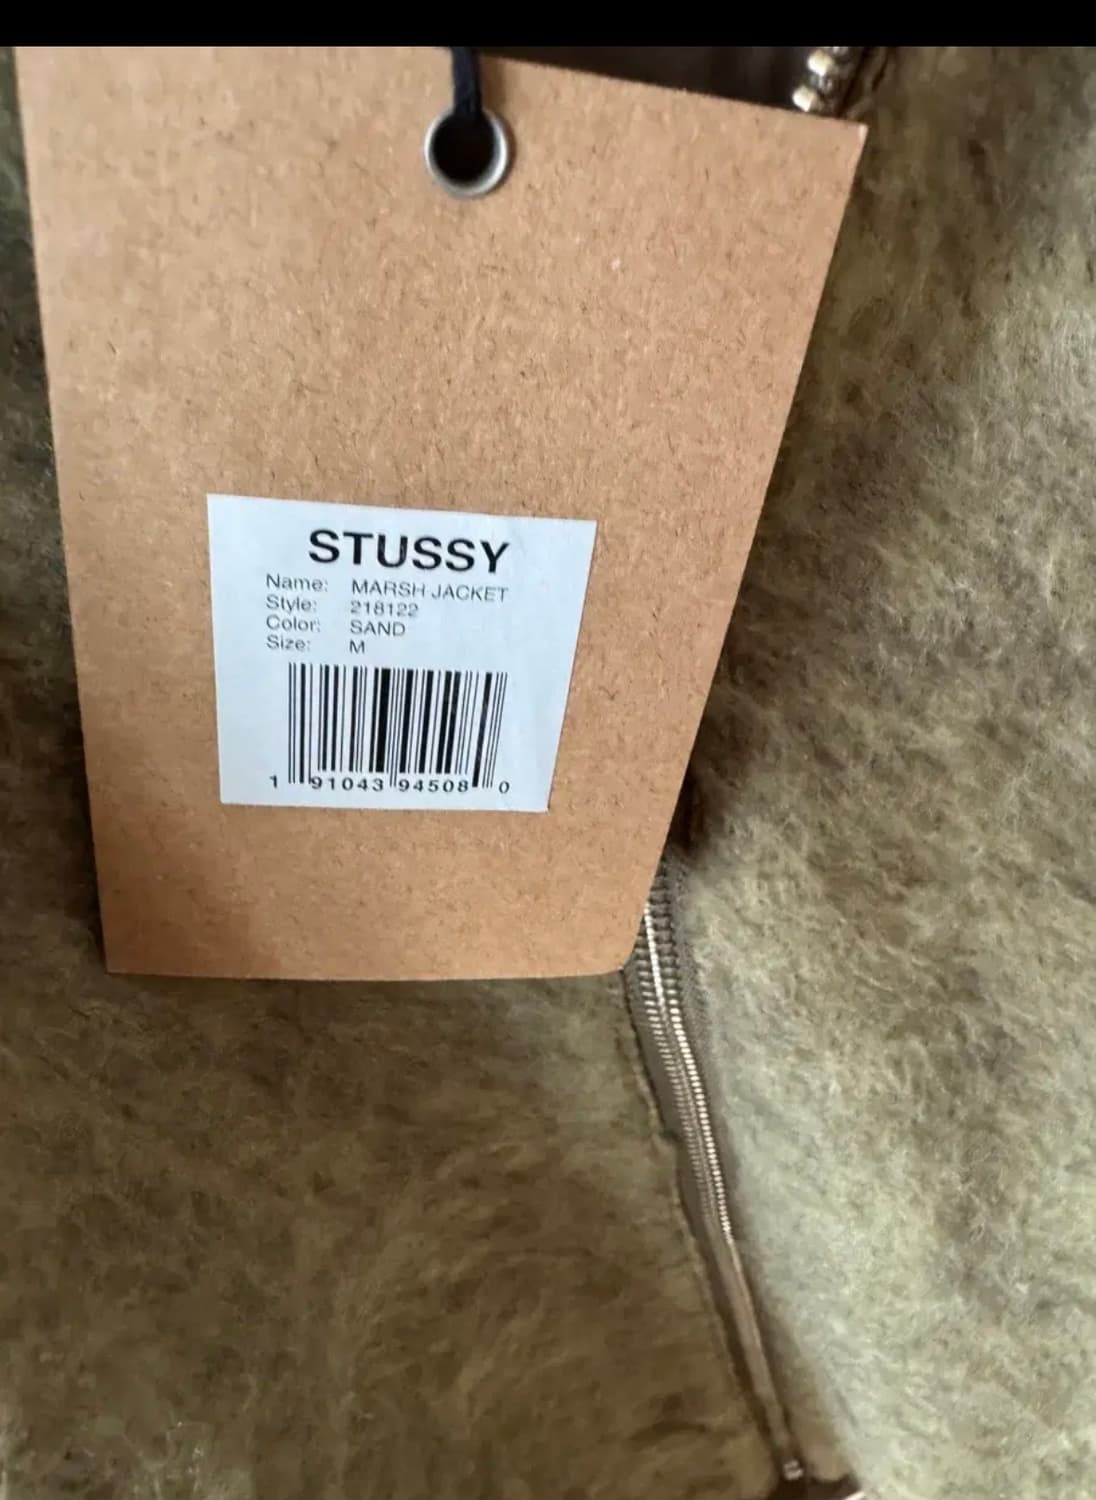 STUSSY
Name: MARSH JACKET
Style: 218122
Color: SAND
Size: M
1 91043 94508 0